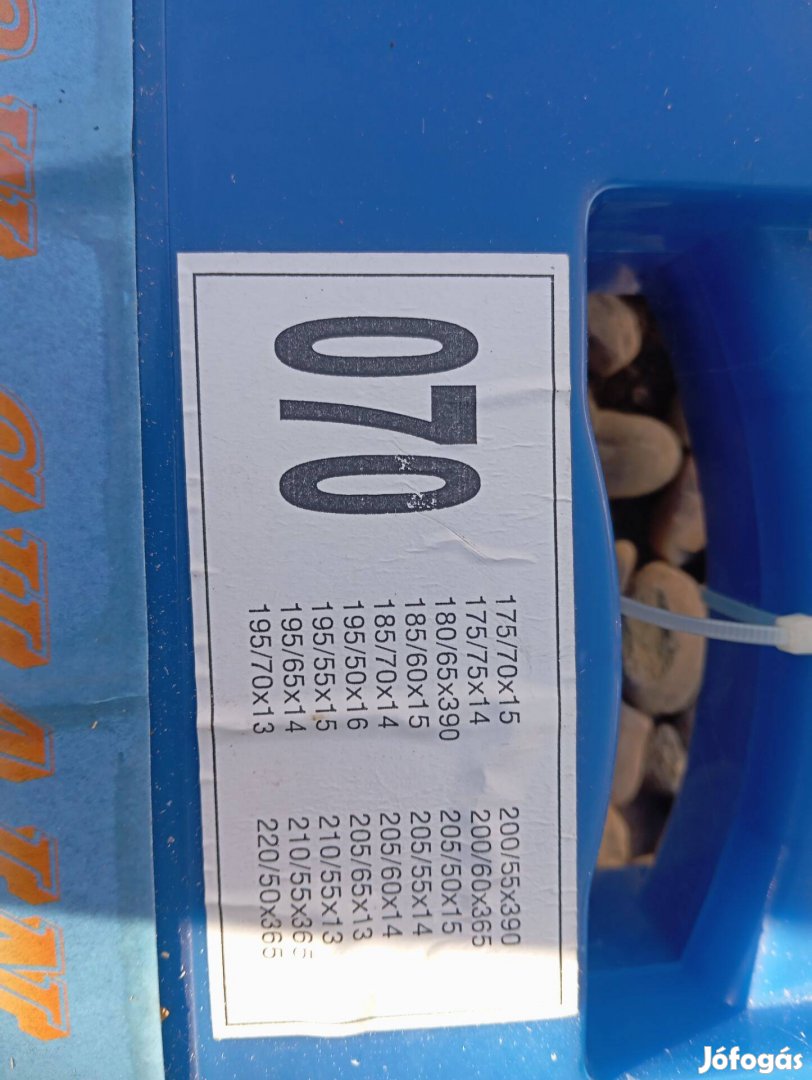 070
175/70x15 200/55x390
175/75x14 200/60x365
180/65x390 205/50x15
185/60x15 205/55x14
185/70x14 205/60x14
195/50x16 205/65x13
195/55x15 210/55x13
195/65x14 210/55x365
195/70x13 220/50x365
Jófogás